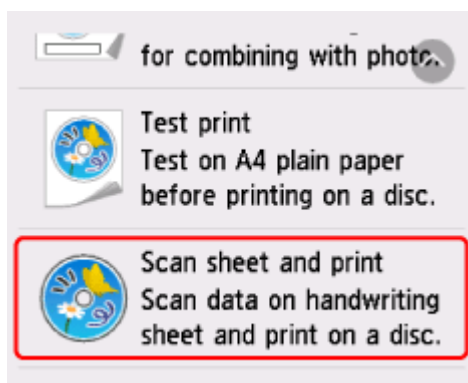 for combining with photo.
Test print
Test on A4 plain paper
before printing on a disc.
Scan sheet and print
Scan data on handwriting
sheet and print on a disc.